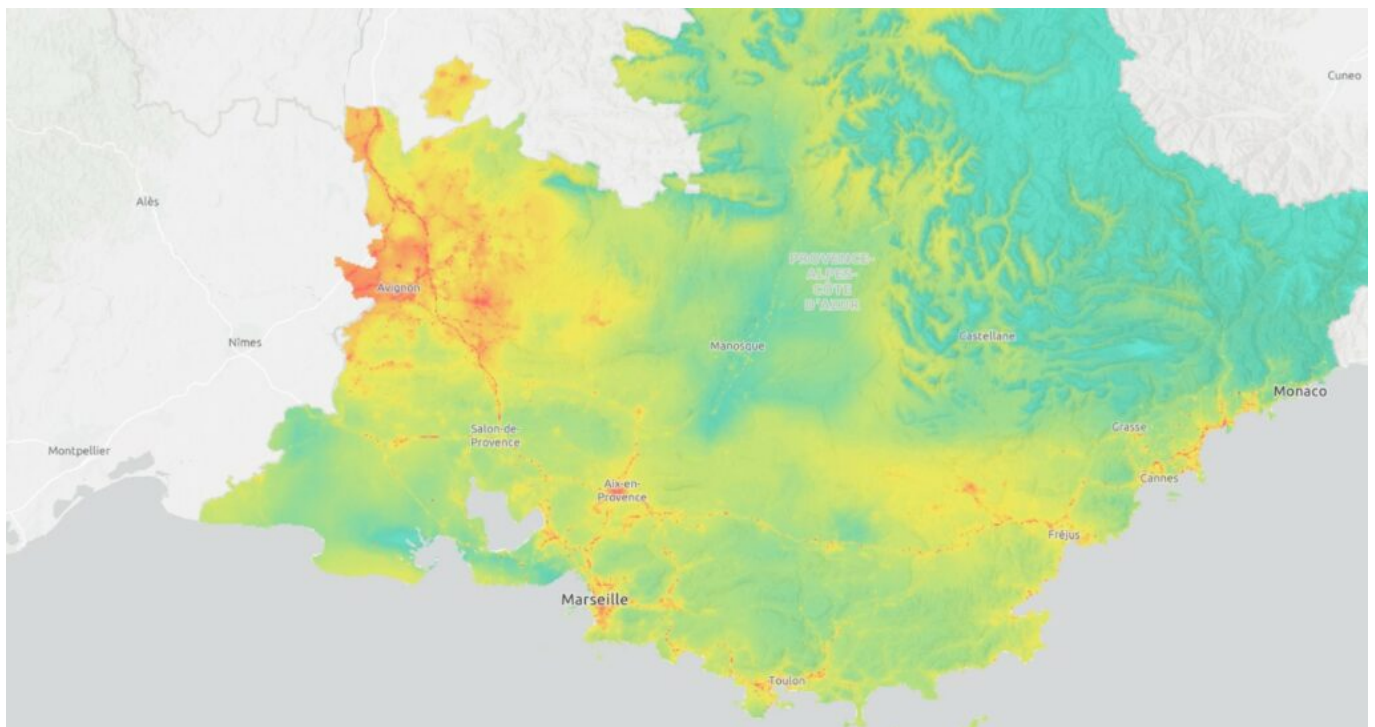 Cuneo
Alès
PROVENCE-
ALPES-
CÔTE
D'AZUR
Avignon
Castellane
Nîmes
Manosque
Monaco
Grasse
Salon-de-
Provence
Montpellier
Cannes
Aix-en-
Provence
Fréjus
Marseille
Toulon